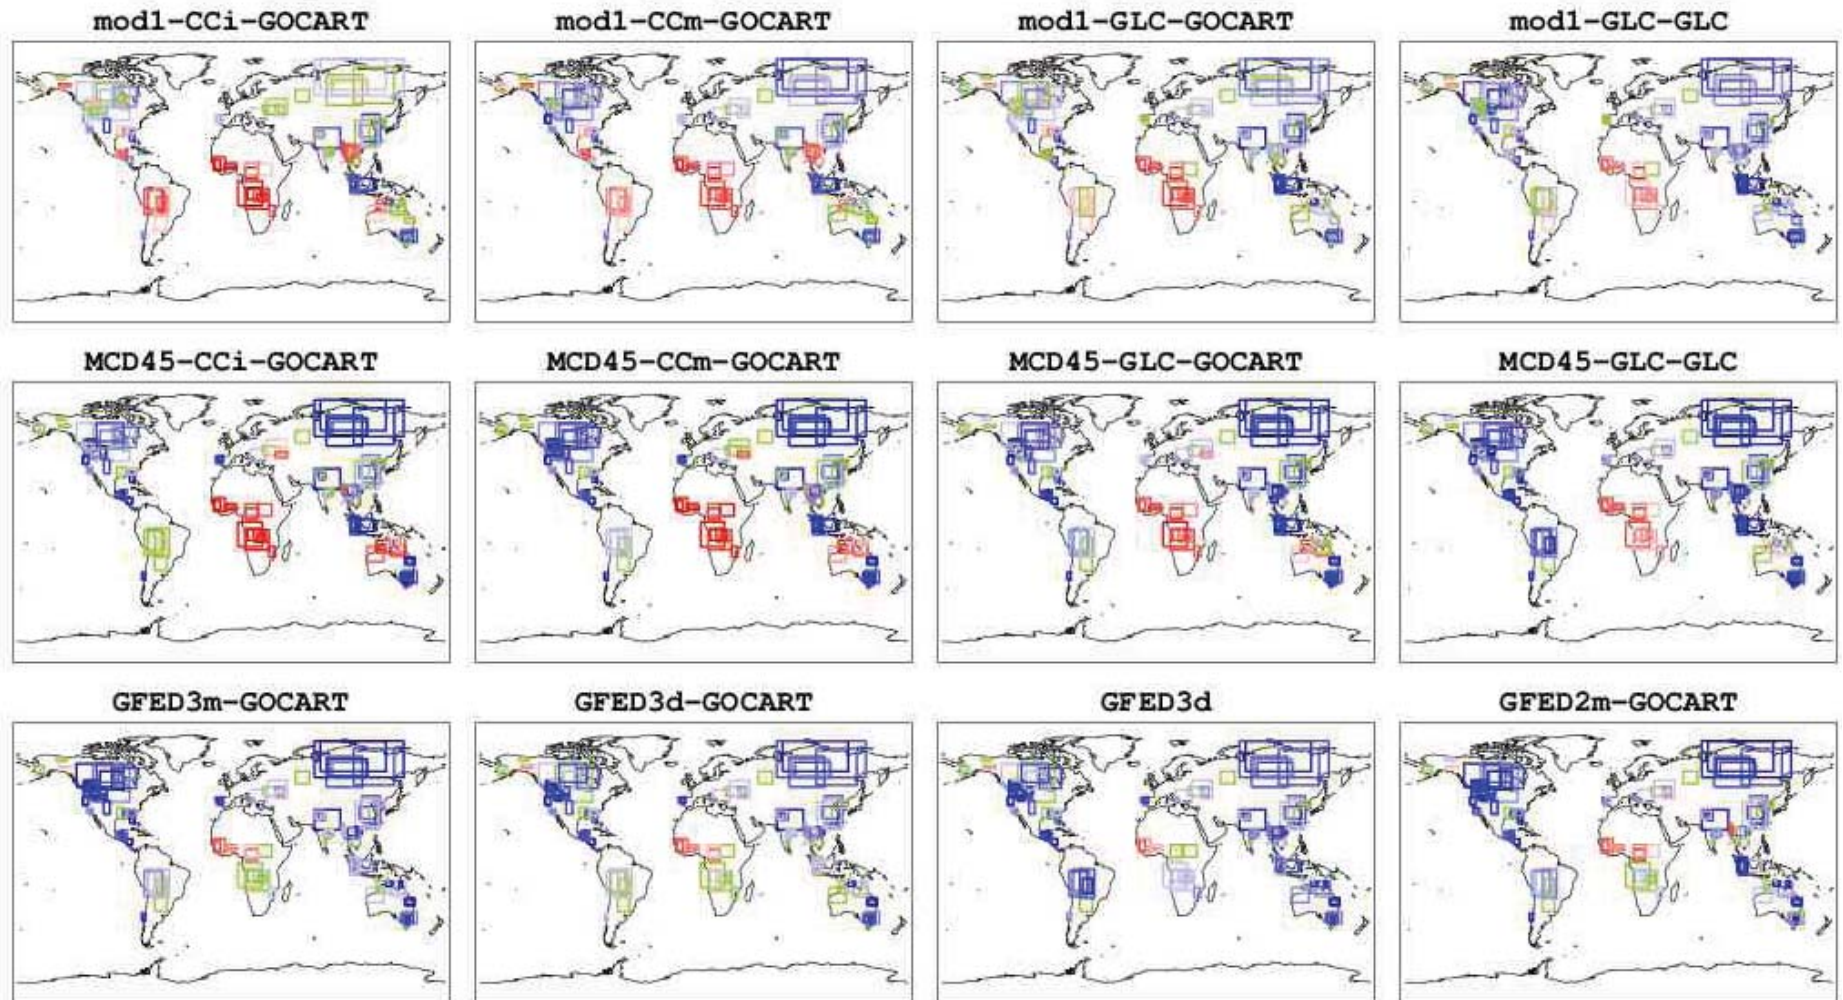 mod1-CCi-GOCART
mod1-CCm-GOCART
mod1-GLC-GOCART
mod1-GLC-GLC
MCD45-CCi-GOCART
MCD45-CCm-GOCART
MCD45-GLC-GOCART
MCD45-GLC-GLC
GFED3m-GOCART
GFED3d-GOCART
GFED3d
GFED2m-GOCART